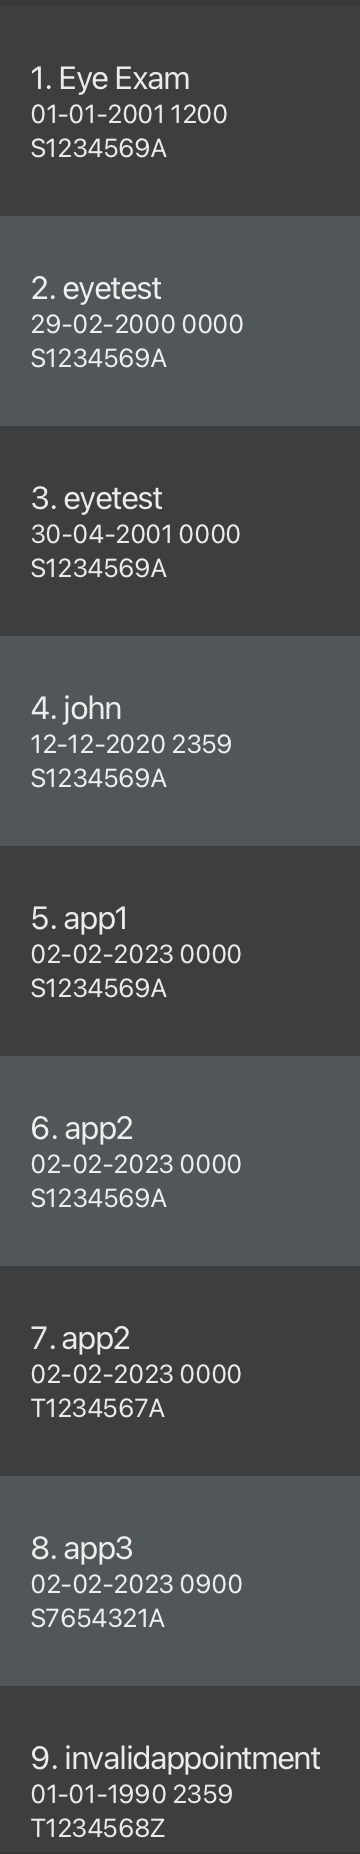 1. Eye Exam
01-01-2001 1200
S1234569A
2. eyetest
29-02-2000 0000
S1234569A
3. eyetest
30-04-2001 0000
S1234569A
4. john
12-12-2020 2359
S1234569A
5. app1
02-02-2023 0000
S1234569A
6. app2
02-02-2023 0000
S1234569A
7. app2
02-02-2023 0000
T1234567A
8. app3
02-02-2023 0900
S7654321A
9. invalidappointment
01-01-1990 2359
T1234568Z